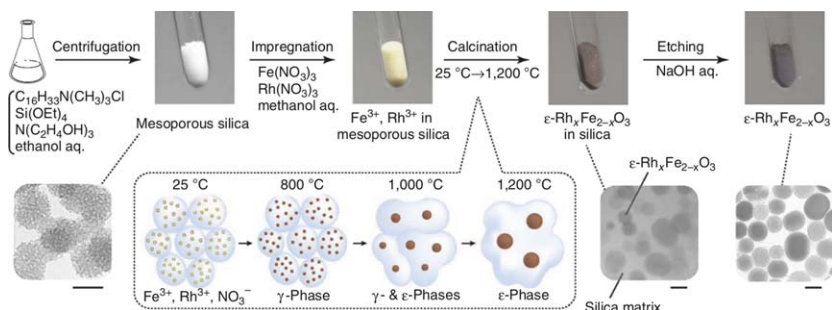 Centrifugation
C₁₆H₃₃N(CH₃)₃Cl
Si(OEt)₄
N(C₂H₄OH)₃
ethanol aq.
Mesoporous silica
Impregnation
Fe(NO₃)₃
Rh(NO₃)₃
methanol aq.
Fe³⁺, Rh³⁺ in
mesoporous silica
Calcination
25 °C→1,200 °C
ε-RhₓFe₂₋ₓO₃
in silica
Etching
NaOH aq.
ε-RhₓFe₂₋ₓO₃
25 °C
800 °C
1,000 °C
1,200 °C
Fe³⁺, Rh³⁺, NO₃⁻
γ-Phase
γ- & ε-Phases
ε-Phase
ε-RhₓFe₂₋ₓO₃
Silica matrix